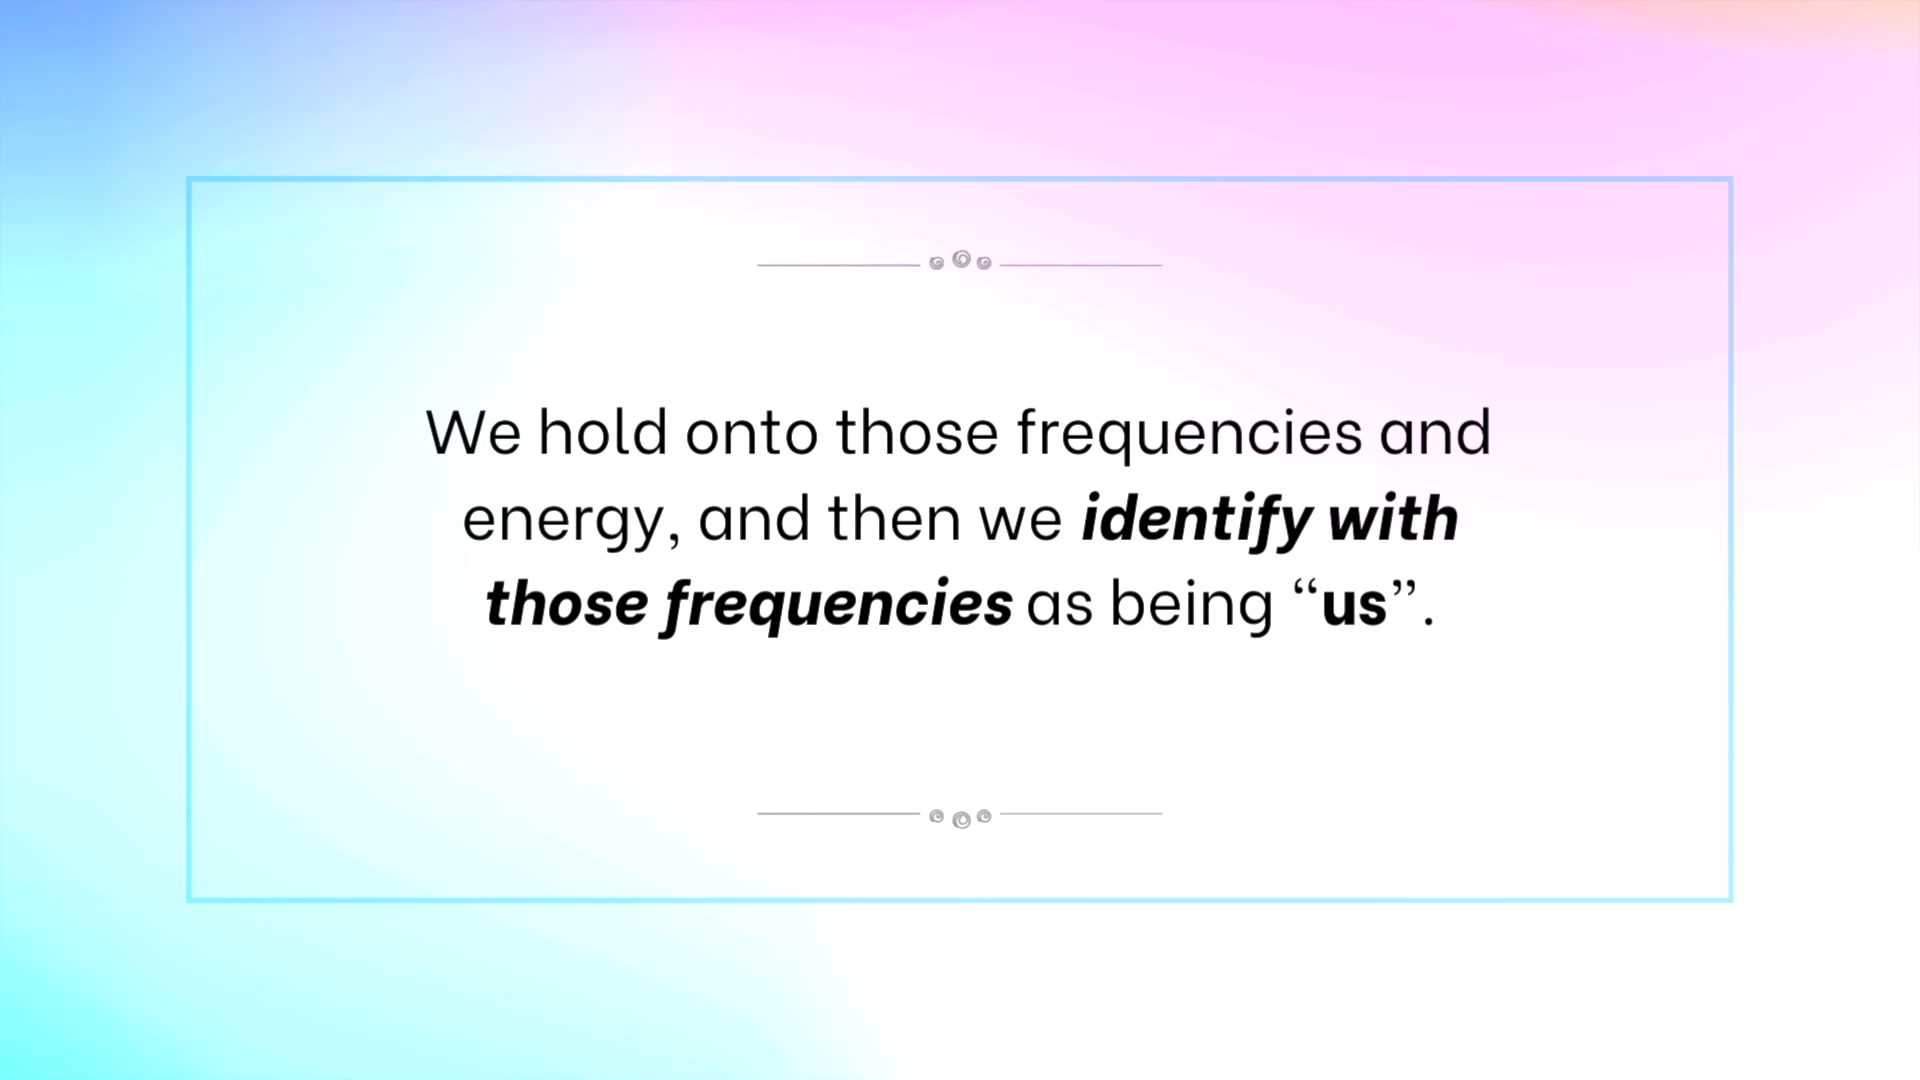 We hold onto those frequencies and
energy, and then we identify with
those frequencies as being “us”.